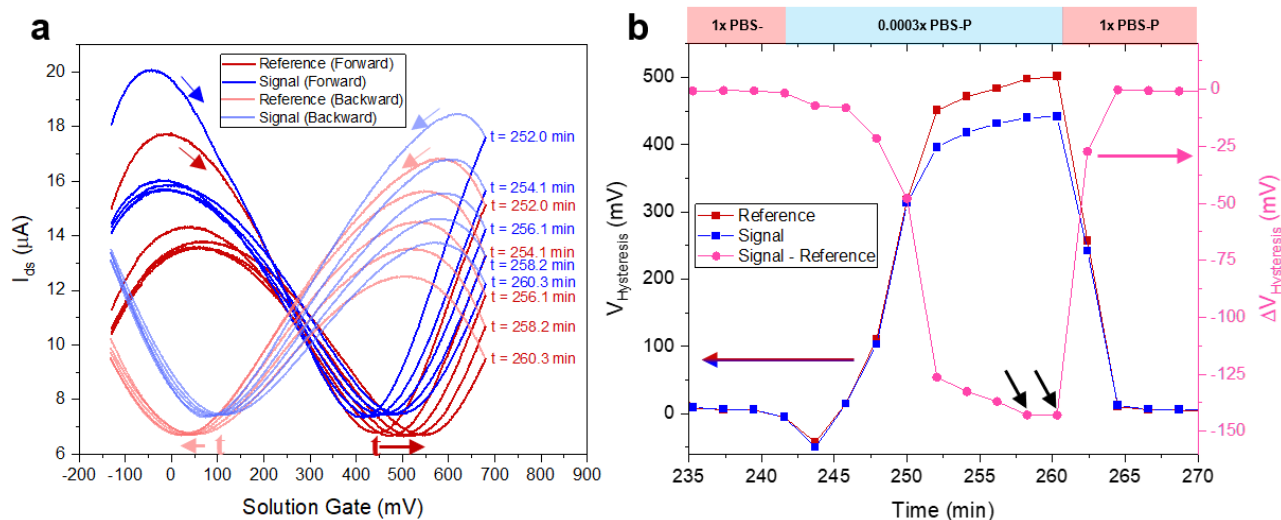 a
Reference (Forward)
Signal (Forward)
Reference (Backward)
Signal (Backward)
t = 252.0 min
t = 254.1 min
t = 252.0 min
t = 256.1 min
t = 254.1 min
t = 258.2 min
t = 260.3 min
t = 256.1 min
t = 258.2 min
t = 260.3 min
t
t
20
18
16
14
12
10
8
6
I_ds (µA)
-200 -100 0 100 200 300 400 500 600 700 800 900
Solution Gate (mV)
b
1x PBS- 0.0003x PBS-P 1x PBS-P
Reference
Signal
Signal - Reference
500
400
300
200
100
0
V_Hysteresis (mV)
0
-25
-50
-75
-100
-125
-150
ΔV_Hysteresis (mV)
235 240 245 250 255 260 265 270
Time (min)